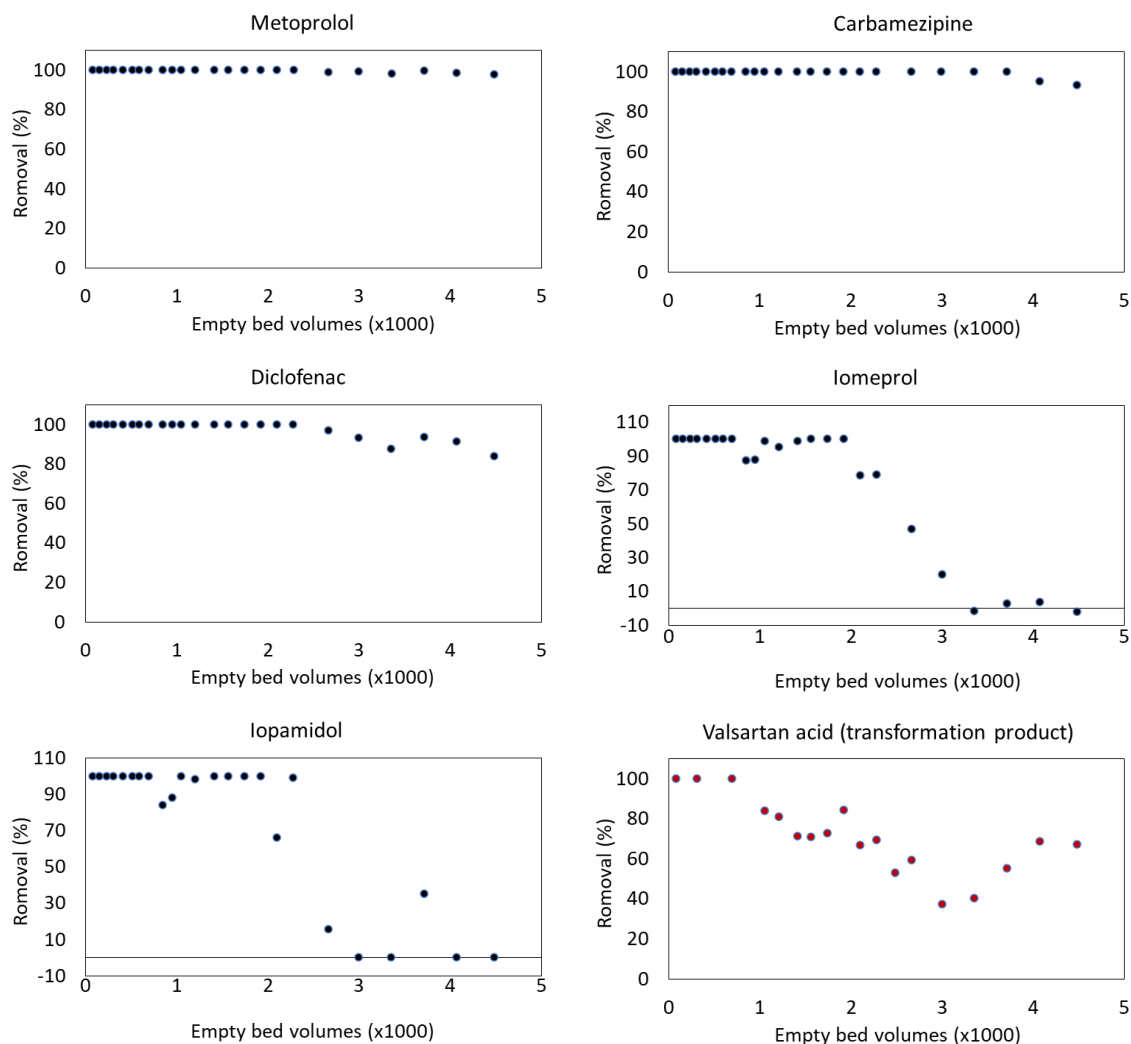 Metoprolol
Romoval (%)
100
80
60
40
20
0
0 1 2 3 4 5
Empty bed volumes (x1000)
Carbamezipine
Romoval (%)
100
80
60
40
20
0
0 1 2 3 4 5
Empty bed volumes (x1000)
Diclofenac
Romoval (%)
100
80
60
40
20
0
0 1 2 3 4 5
Empty bed volumes (x1000)
Iomeprol
Romoval (%)
110
90
70
50
30
10
-10
0 1 2 3 4 5
Empty bed volumes (x1000)
Iopamidol
Romoval (%)
110
90
70
50
30
10
-10
0 1 2 3 4 5
Empty bed volumes (x1000)
Valsartan acid (transformation product)
Romoval (%)
100
80
60
40
20
0
0 1 2 3 4 5
Empty bed volumes (x1000)